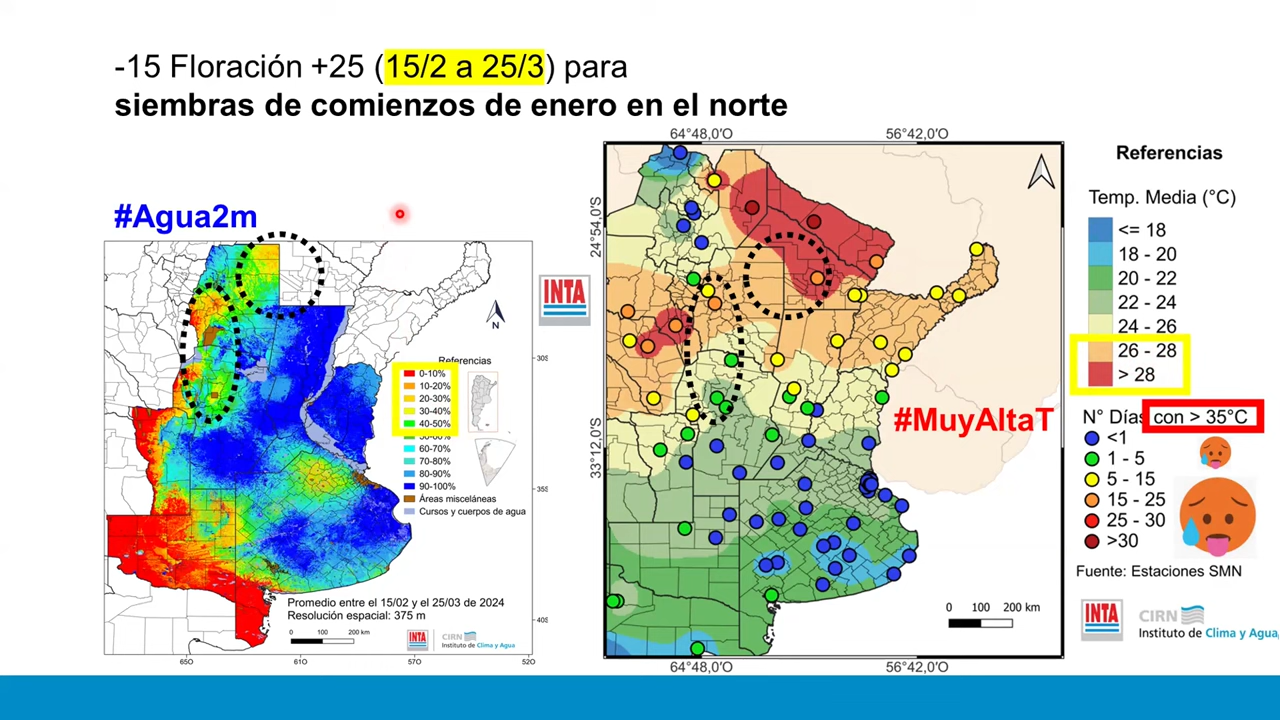 -15 Floración +25 (15/2 a 25/3) para
siembras de comienzos de enero en el norte
#Agua2m
N
INTA
Referencias
0-10%
10-20%
20-30%
30-40%
40-50%
50-60%
60-70%
70-80%
80-90%
90-100%
Áreas misceláneas
Cursos y cuerpos de agua
30S
35S
40S
Promedio entre el 15/02 y el 25/03 de 2024
Resolución espacial: 375 m
0 100 200 km
INTA
CIRN
Instituto de Clima y Agua
650 610 570 520
64°48,0'O 56°42,0'O
24°54,0'S
33°12,0'S
#MuyAltaT
0 100 200 km
64°48,0'O 56°42,0'O
Referencias
Temp. Media (°C)
<= 18
18 - 20
20 - 22
22 - 24
24 - 26
26 - 28
> 28
N° Días con > 35°C
<1
1 - 5
5 - 15
15 - 25
25 - 30
>30
Fuente: Estaciones SMN
INTA
CIRN
Instituto de Clima y Agua